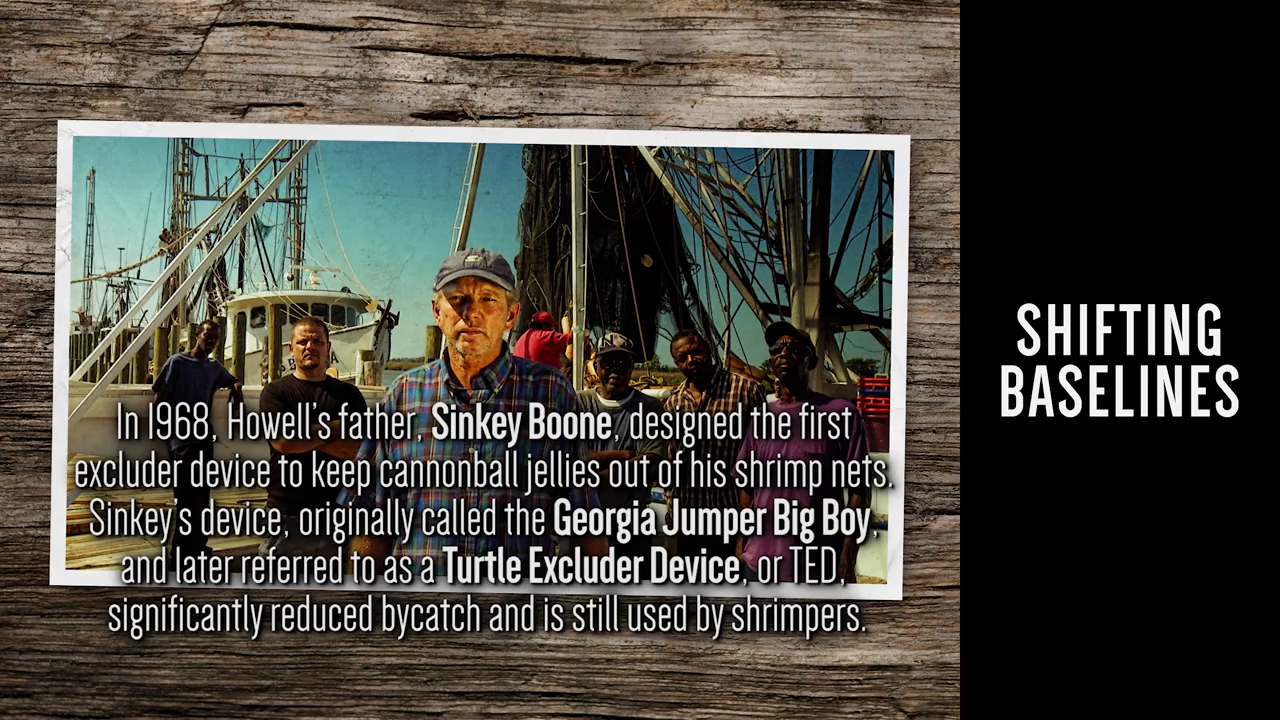 In 1968, Howell's father, Sinkey Boone, designed the first
excluder device to keep cannonball jellies out of his shrimp nets.
Sinkey's device, originally called the Georgia Jumper Big Boy,
and later referred to as a Turtle Excluder Device, or TED,
significantly reduced bycatch and is still used by shrimpers.
SHIFTING
BASELINES